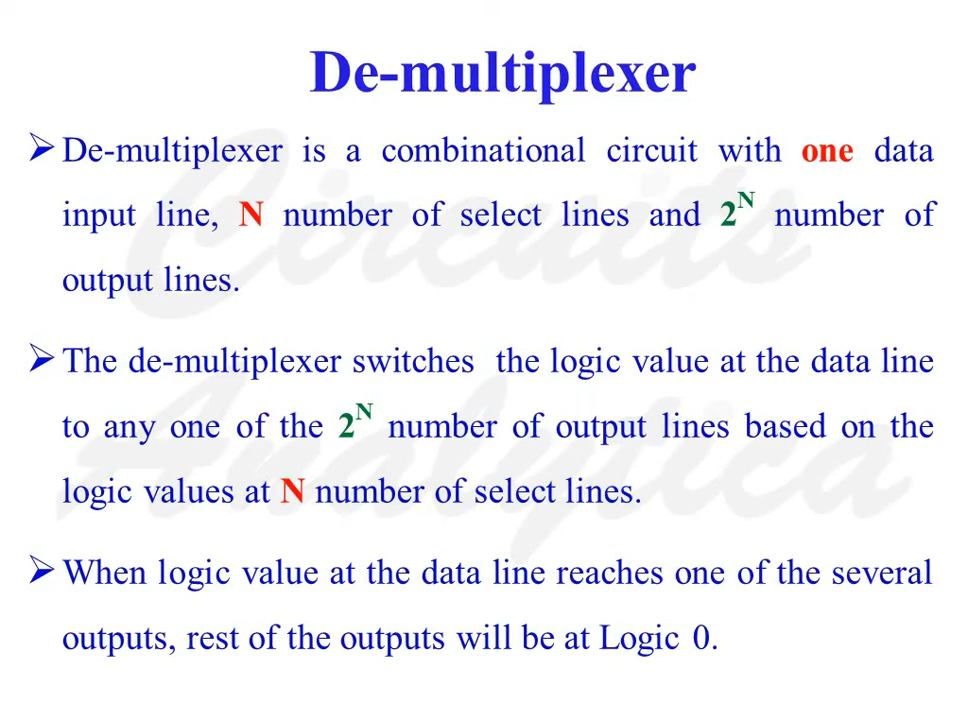 De-multiplexer
➢ De-multiplexer is a combinational circuit with one data
input line, N number of select lines and 2^N number of
output lines.
➢ The de-multiplexer switches the logic value at the data line
to any one of the 2^N number of output lines based on the
logic values at N number of select lines.
➢ When logic value at the data line reaches one of the several
outputs, rest of the outputs will be at Logic 0.
Circuits
Analytica